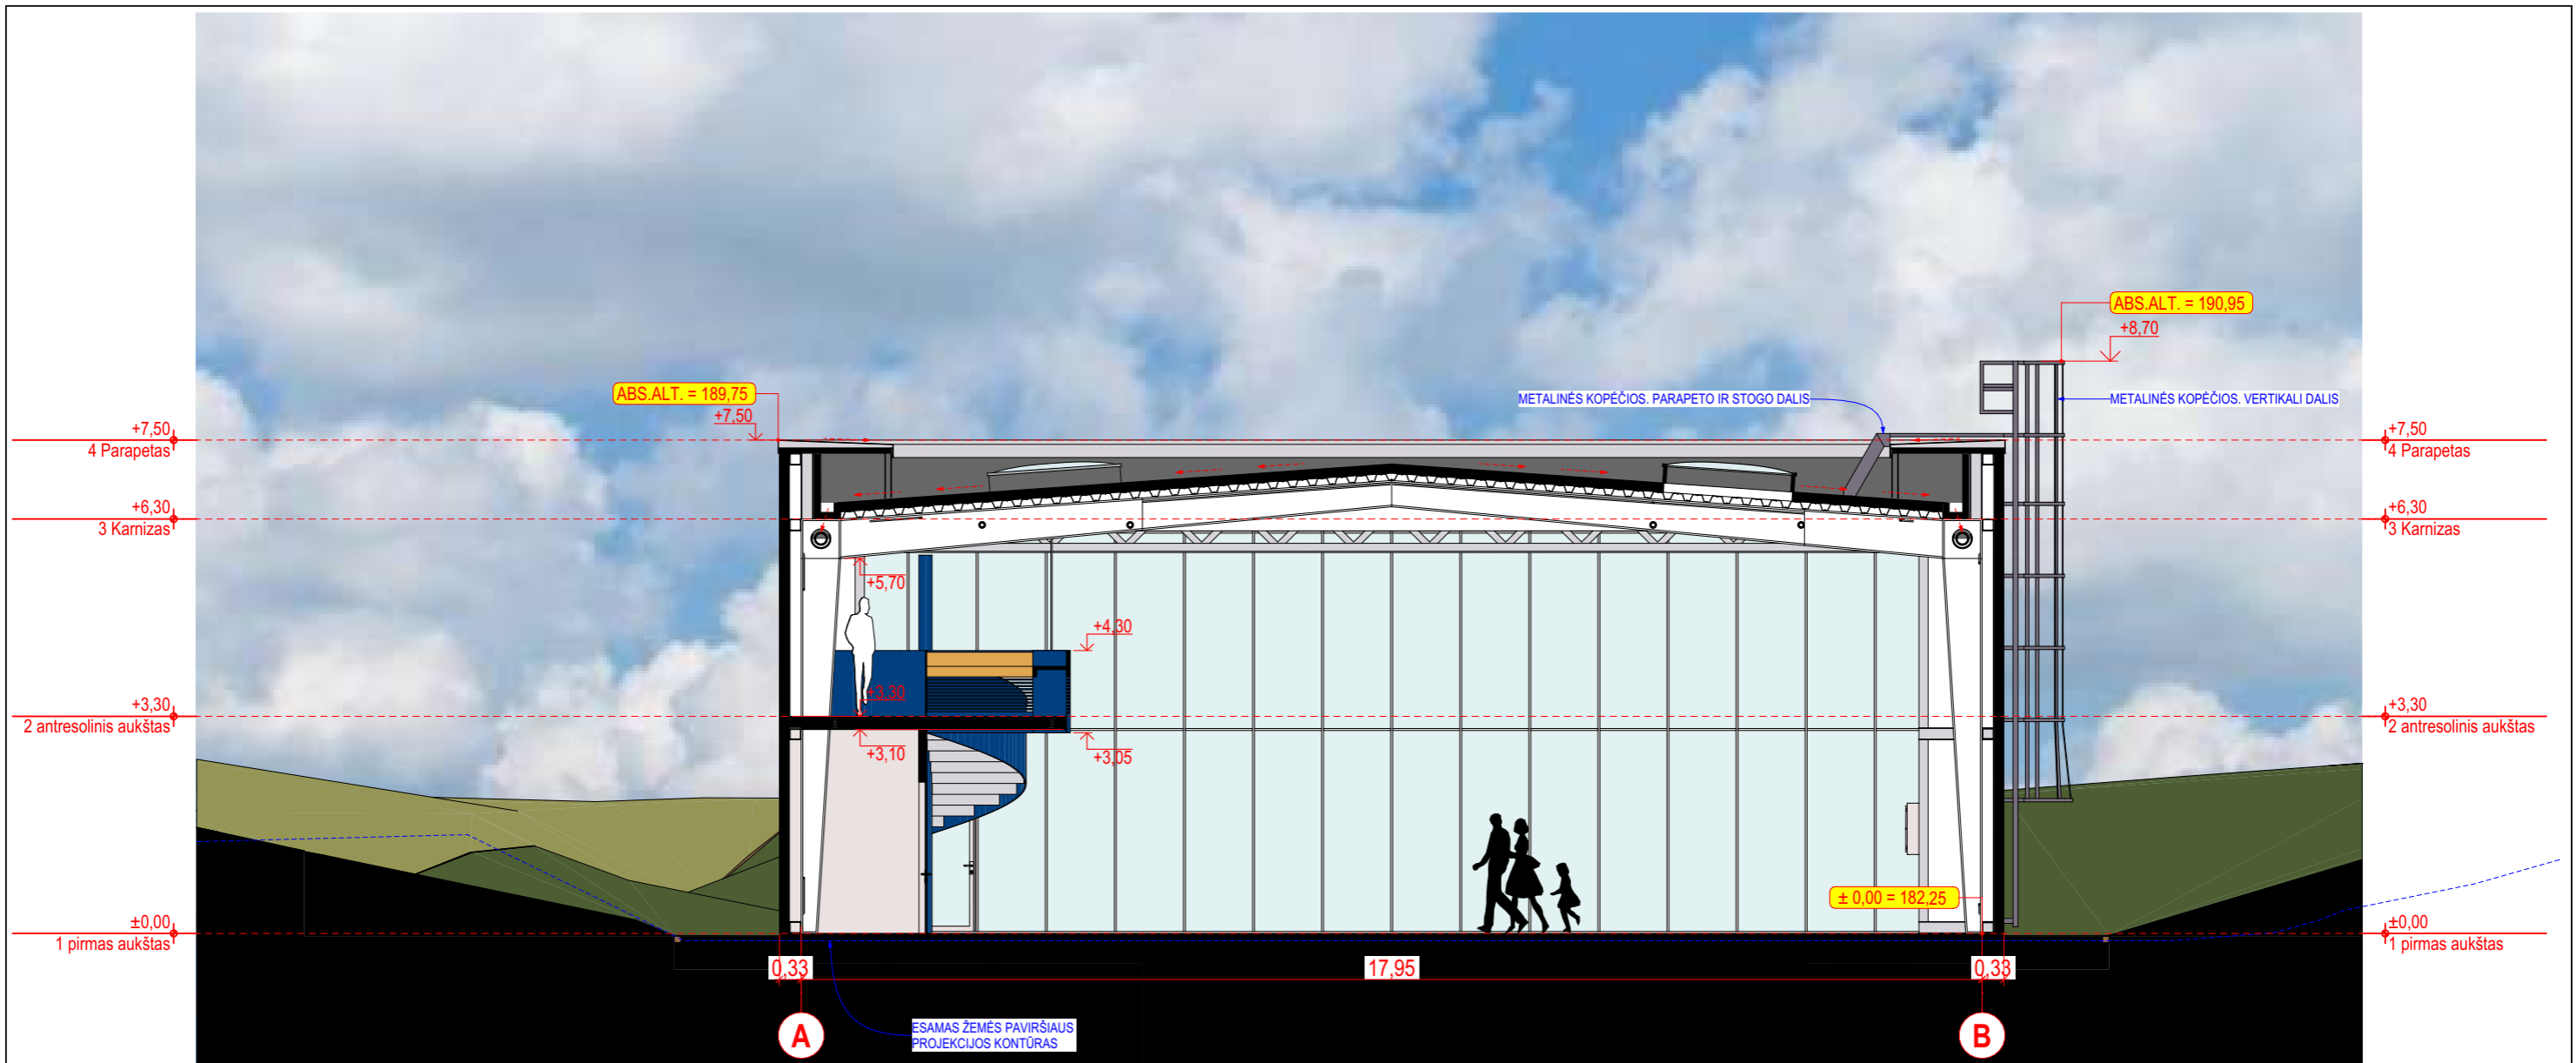 ABS.ALT. = 190,95
+8,70
ABS.ALT. = 189,75
+7,50
METALINĖS KOPĖČIOS. PARAPETO IR STOGO DALIS
METALINĖS KOPĖČIOS. VERTIKALI DALIS
+7,50
4 Parapetas
+7,50
4 Parapetas
+6,30
3 Karnizas
+6,30
3 Karnizas
+5,70
+4,30
+3,30
+3,30
2 antresolinis aukštas
+3,30
2 antresolinis aukštas
+3,10
+3,05
± 0,00 = 182,25
±0,00
1 pirmas aukštas
±0,00
1 pirmas aukštas
0,33
17,95
0,33
A
ESAMAS ŽEMĖS PAVIRŠIAUS
PROJEKCIJOS KONTŪRAS
B